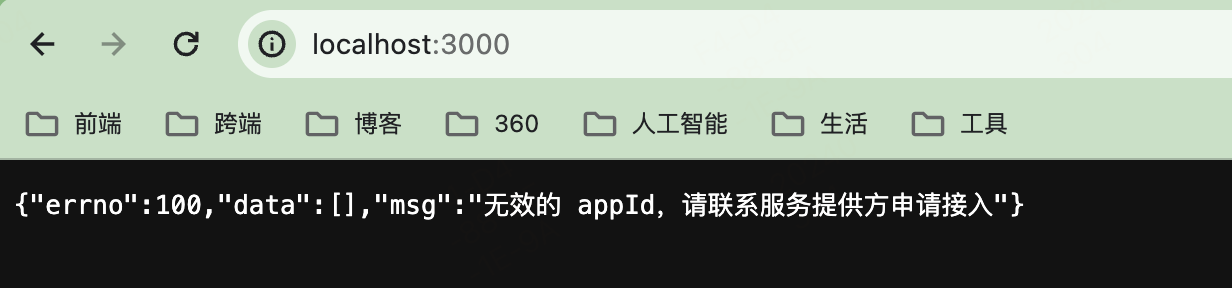 localhost:3000
前端 跨端 博客 360 人工智能 生活 工具
{"errno":100,"data":[],"msg":"无效的 appId，请联系服务提供方申请接入"}